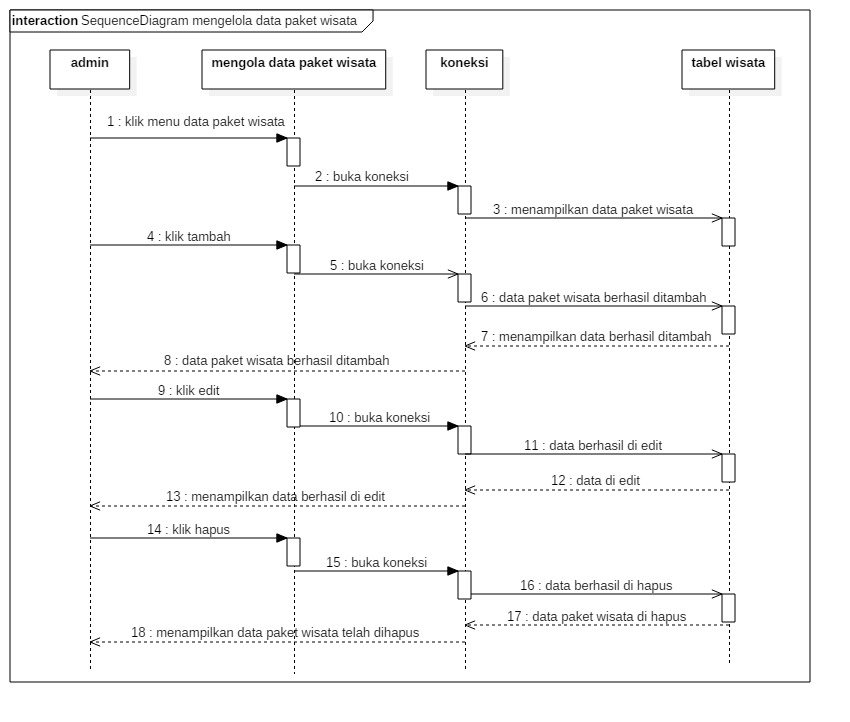 interaction SequenceDiagram mengelola data paket wisata
admin
mengola data paket wisata
koneksi
tabel wisata
1 : klik menu data paket wisata
2 : buka koneksi
3 : menampilkan data paket wisata
4 : klik tambah
5 : buka koneksi
6 : data paket wisata berhasil ditambah
7 : menampilkan data berhasil ditambah
8 : data paket wisata berhasil ditambah
9 : klik edit
10 : buka koneksi
11 : data berhasil di edit
12 : data di edit
13 : menampilkan data berhasil di edit
14 : klik hapus
15 : buka koneksi
16 : data berhasil di hapus
17 : data paket wisata di hapus
18 : menampilkan data paket wisata telah dihapus